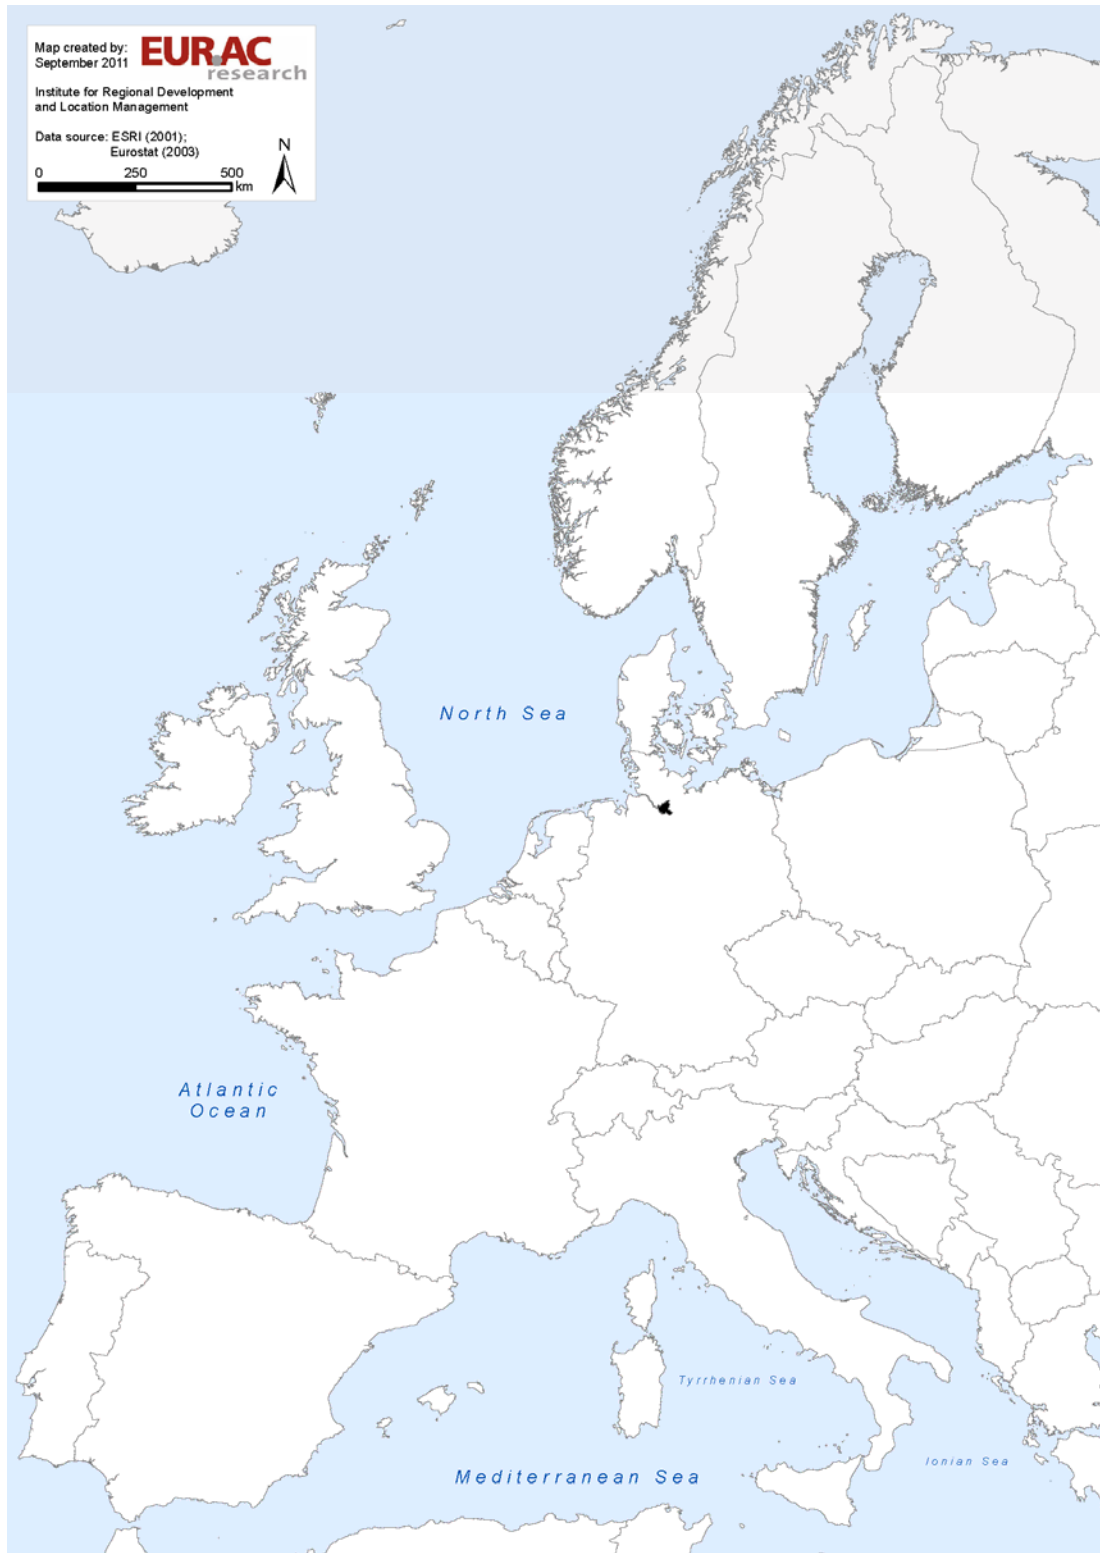 Map created by:
September 2011
EURAC
research
Institute for Regional Development
and Location Management
Data source: ESRI (2001);
Eurostat (2003)
N
0 250 500
km
North Sea
Atlantic
Ocean
Tyrrhenian Sea
Ionian Sea
Mediterranean Sea